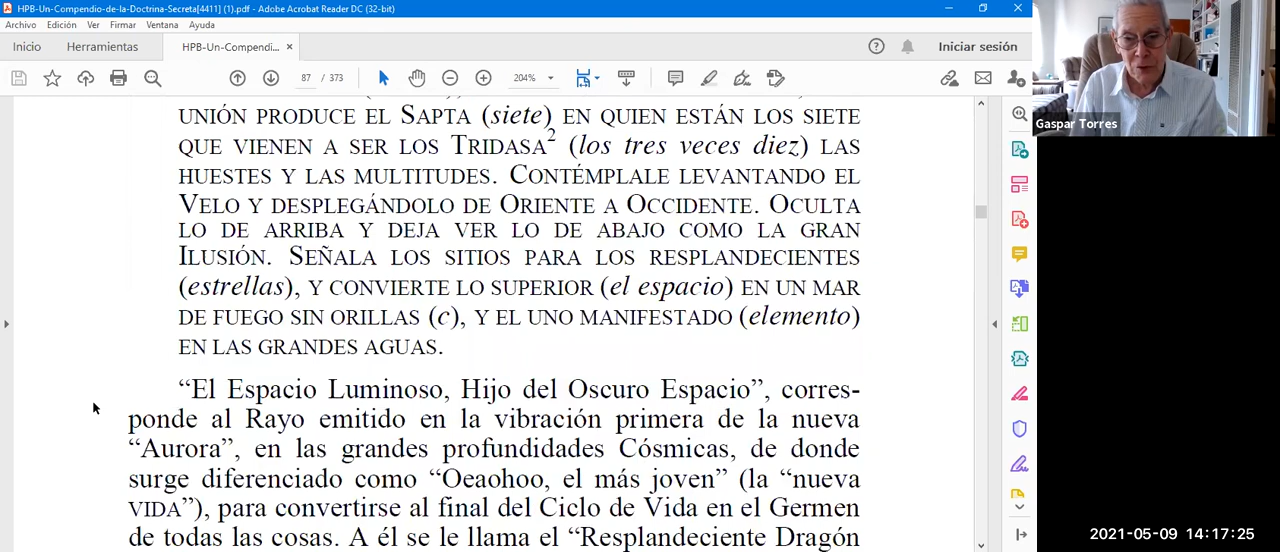 HPB-Un-Compendio-de-la-Doctrina-Secreta[4411] (1).pdf - Adobe Acrobat Reader DC (32-bit)
Archivo Edición Ver Firmar Ventana Ayuda
Inicio Herramientas HPB-Un-Compendi... × Iniciar sesión
87 / 373 204%
UNIÓN PRODUCE EL SAPTA (siete) EN QUIEN ESTÁN LOS SIETE
QUE VIENEN A SER LOS TRIDASA2 (los tres veces diez) LAS
HUESTES Y LAS MULTITUDES. CONTÉMPLALE LEVANTANDO EL
VELO Y DESPLEGÁNDOLO DE ORIENTE A OCCIDENTE. OCULTA
LO DE ARRIBA Y DEJA VER LO DE ABAJO COMO LA GRAN
ILUSIÓN. SEÑALA LOS SITIOS PARA LOS RESPLANDECIENTES
(estrellas), Y CONVIERTE LO SUPERIOR (el espacio) EN UN MAR
DE FUEGO SIN ORILLAS (c), Y EL UNO MANIFESTADO (elemento)
EN LAS GRANDES AGUAS.
“El Espacio Luminoso, Hijo del Oscuro Espacio”, corres-
ponde al Rayo emitido en la vibración primera de la nueva
“Aurora”, en las grandes profundidades Cósmicas, de donde
surge diferenciado como “Oeaohoo, el más joven” (la “nueva
VIDA”), para convertirse al final del Ciclo de Vida en el Germen
de todas las cosas. A él se le llama el “Resplandeciente Dragón
Gaspar Torres
2021-05-09 14:17:25